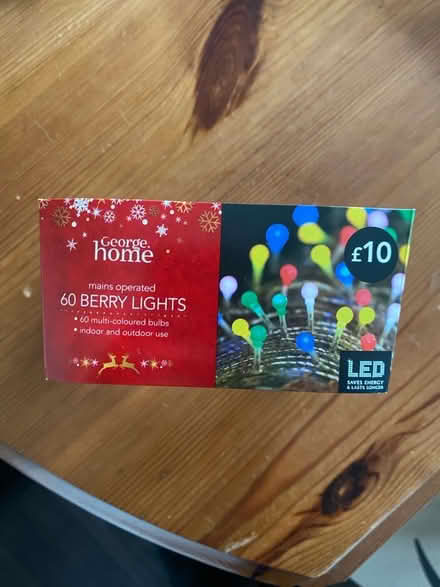 George.
home
mains operated
60 BERRY LIGHTS
• 60 multi-coloured bulbs
• indoor and outdoor use
£10
LED
SAVES ENERGY
& LASTS LONGER